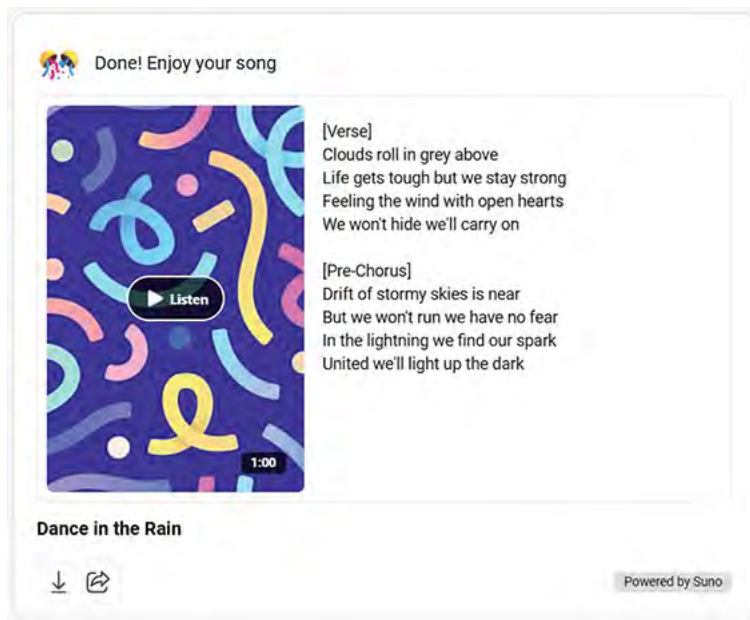 Done! Enjoy your song
[Verse]
Clouds roll in grey above
Life gets tough but we stay strong
Feeling the wind with open hearts
We won't hide we'll carry on
[Pre-Chorus]
Drift of stormy skies is near
But we won't run we have no fear
In the lightning we find our spark
United we'll light up the dark
Listen
1:00
Dance in the Rain
Powered by Suno